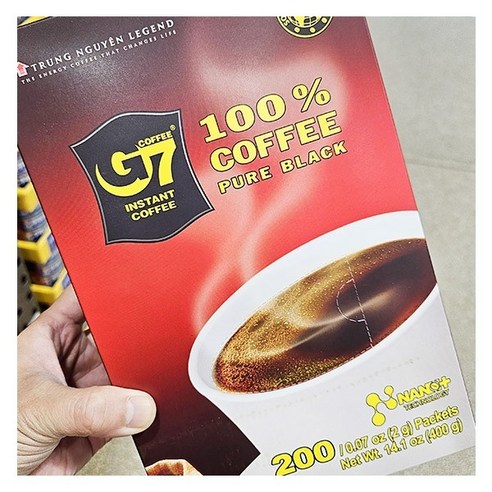 TRUNG NGUYÊN LEGEND
THE ENERGY COFFEE THAT CHANGES LIFE
COFFEE
G7®
INSTANT
COFFEE
100%
COFFEE
PURE BLACK
NANO+
TECHNOLOGY
200 / 0.07 oz (2 g) Packets
Net Wt. 14.1 oz (400 g)